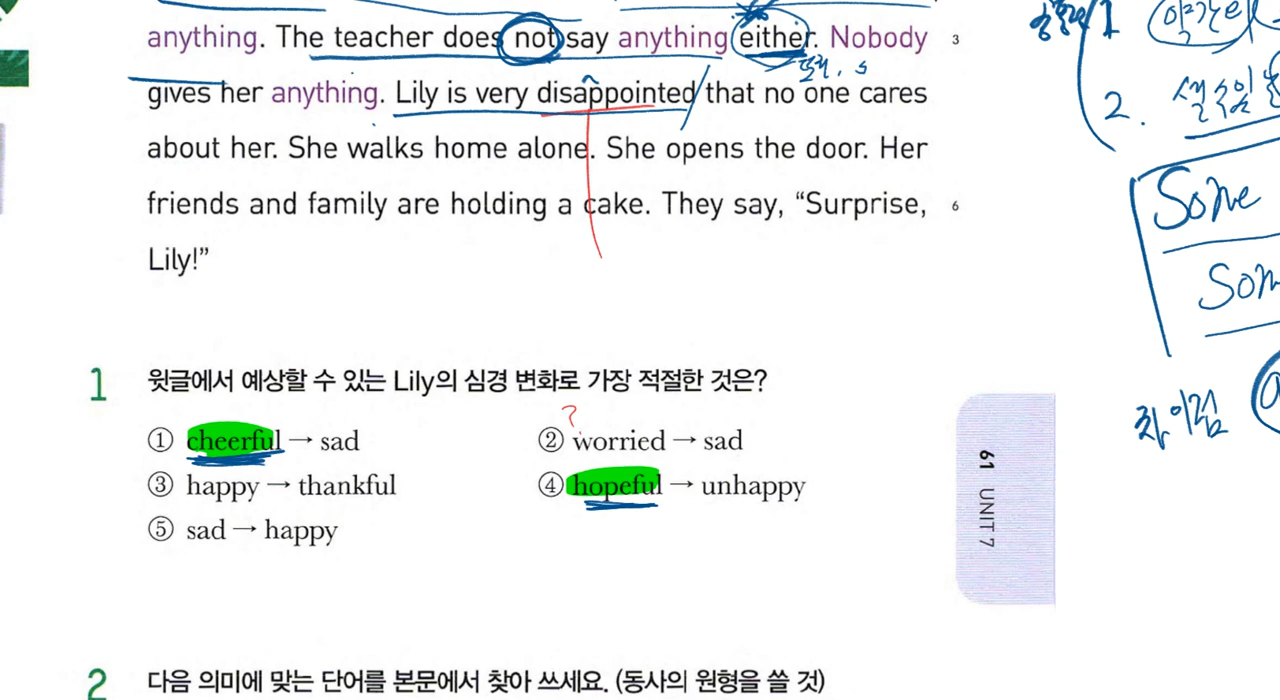 anything. The teacher does not say anything either. Nobody 3
gives her anything. Lily is very disappointed that no one cares
about her. She walks home alone. She opens the door. Her
friends and family are holding a cake. They say, “Surprise, 6
Lily!”
1 윗글에서 예상할 수 있는 Lily의 심경 변화로 가장 적절한 것은?
① cheerful → sad ② worried → sad
③ happy → thankful ④ hopeful → unhappy
⑤ sad → happy
2 다음 의미에 맞는 단어를 본문에서 찾아 쓰세요. (동사의 원형을 쓸 것)
61 UNIT 7
1
2.
Some
차이점
?